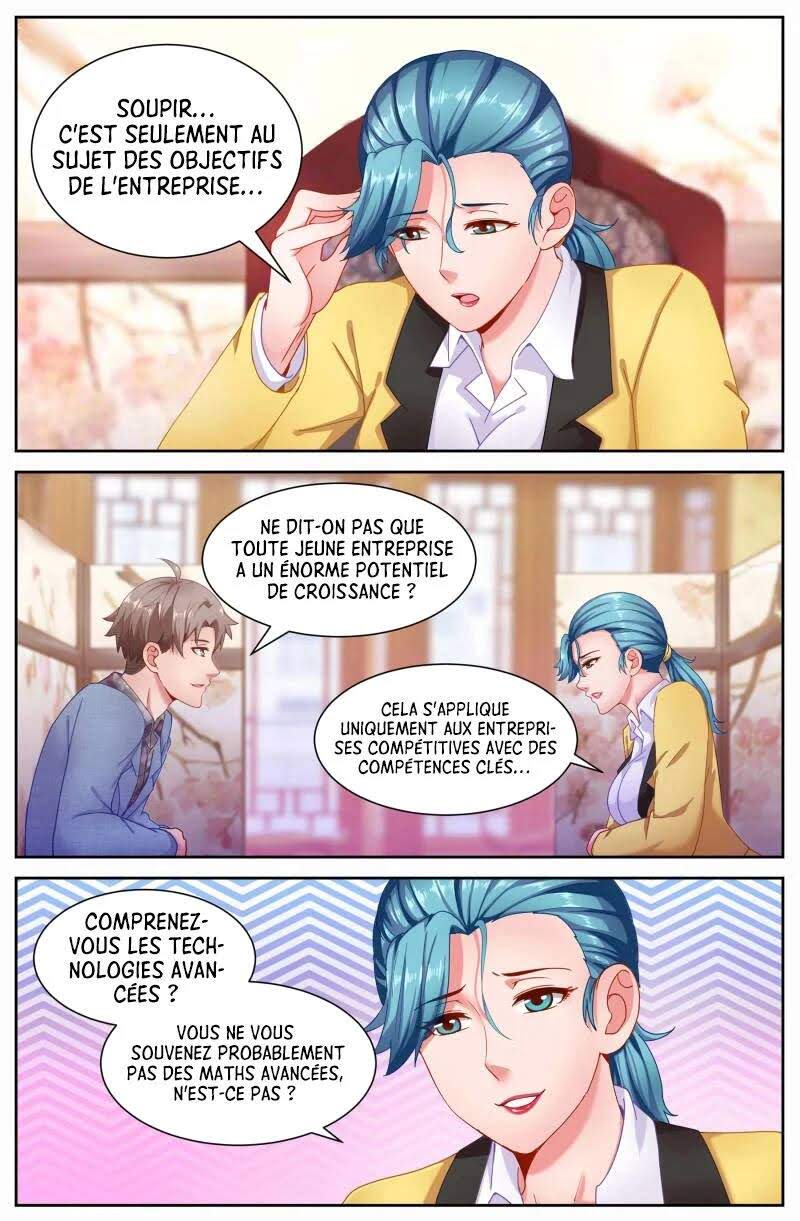 SOUPIR...
C'EST SEULEMENT AU
SUJET DES OBJECTIFS
DE L'ENTREPRISE...
NE DIT-ON PAS QUE
TOUTE JEUNE ENTREPRISE
A UN ÉNORME POTENTIEL
DE CROISSANCE ?
CELA S'APPLIQUE
UNIQUEMENT AUX ENTREPRI-
SES COMPÉTITIVES AVEC DES
COMPÉTENCES CLÉS...
COMPRENEZ-
VOUS LES TECH-
NOLOGIES AVAN-
CÉES ?
VOUS NE VOUS
SOUVENEZ PROBABLEMENT
PAS DES MATHS AVANCÉES,
N'EST-CE PAS ?